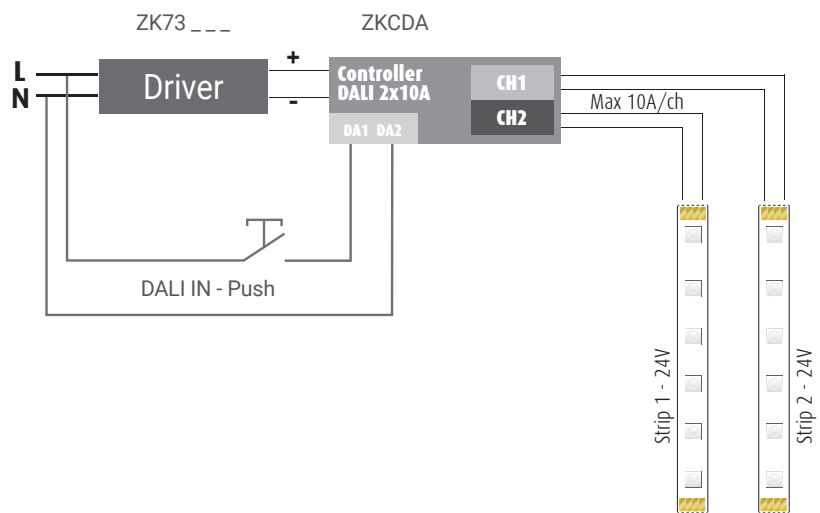 ZK73 _ _ _
ZKCDA
L
N
Driver
+
-
Controller
DALI 2x10A
CH1
CH2
DA1 DA2
Max 10A/ch
DALI IN - Push
Strip 1 - 24V
Strip 2 - 24V